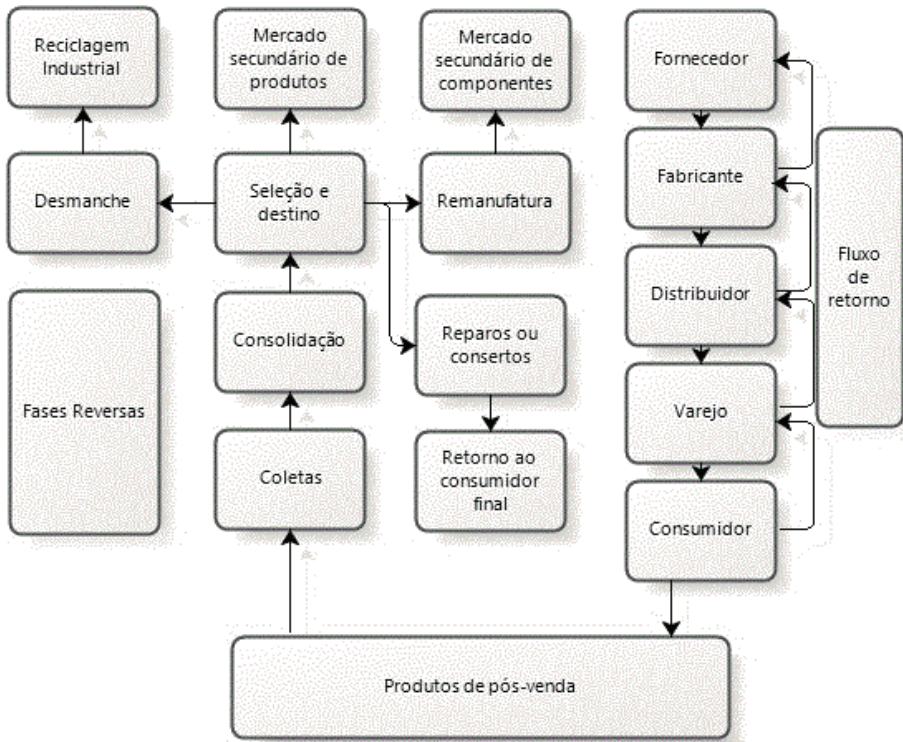 Reciclagem
Industrial
Mercado
secundário de
produtos
Mercado
secundário de
componentes
Fornecedor
Desmanche
Seleção e
destino
Remanufatura
Fabricante
Fluxo
de
retorno
Distribuidor
Fases Reversas
Consolidação
Reparos ou
consertos
Varejo
Coletas
Retorno ao
consumidor
final
Consumidor
Produtos de pós-venda